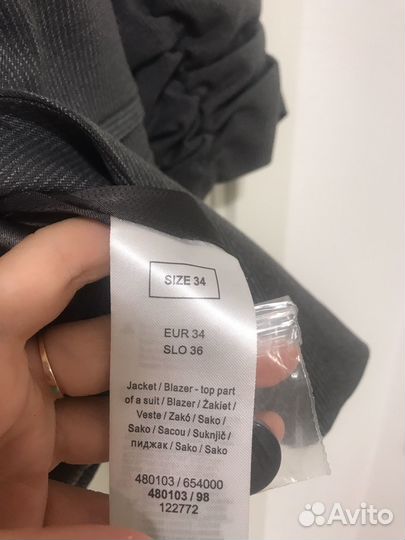 SIZE 34
EUR 34
SLO 36
Jacket / Blazer - top part
of a suit / Blazer / Żakiet /
Veste / Zakó / Sako /
Sako / Sacou / Suknjič /
пиджак / Sako / Sako
480103 / 654000
480103 / 98
122772
Avito